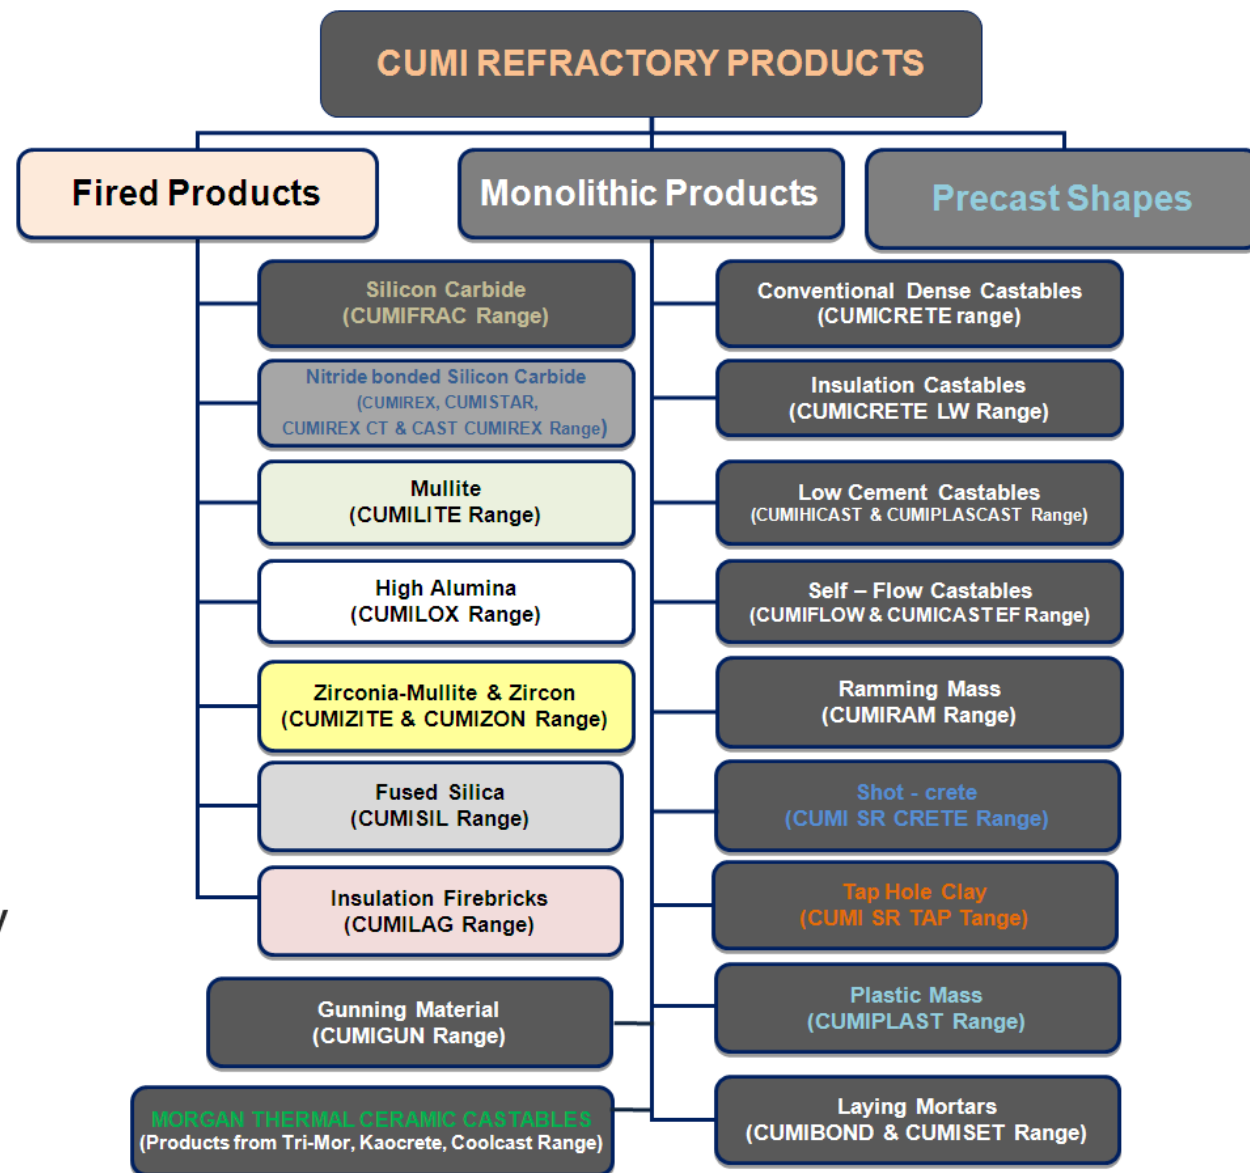 CUMI REFRACTORY PRODUCTS
Fired Products
Monolithic Products
Precast Shapes
Silicon Carbide
(CUMIFRAC Range)
Nitride bonded Silicon Carbide
(CUMIREX, CUMISTAR,
CUMIREX CT & CAST CUMIREX Range)
Mullite
(CUMILITE Range)
High Alumina
(CUMILOX Range)
Zirconia-Mullite & Zircon
(CUMIZITE & CUMIZON Range)
Fused Silica
(CUMISIL Range)
Insulation Firebricks
(CUMILAG Range)
Gunning Material
(CUMIGUN Range)
MORGAN THERMAL CERAMIC CASTABLES
(Products from Tri-Mor, Kaocrete, Coolcast Range)
Conventional Dense Castables
(CUMICRETE range)
Insulation Castables
(CUMICRETE LW Range)
Low Cement Castables
(CUMIHICAST & CUMIPLASCAST Range)
Self – Flow Castables
(CUMIFLOW & CUMICASTEF Range)
Ramming Mass
(CUMIRAM Range)
Shot - crete
(CUMI SR CRETE Range)
Tap Hole Clay
(CUMI SR TAP Tange)
Plastic Mass
(CUMIPLAST Range)
Laying Mortars
(CUMIBOND & CUMISET Range)